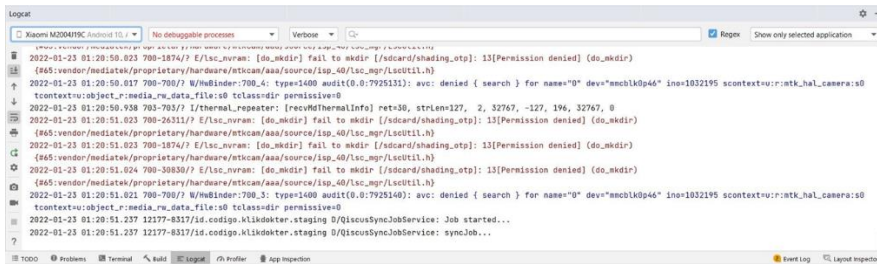 Logcat
Xiaomi M2004J19C Android 10, A
No debuggable processes
Verbose
Regex
Show only selected application
{#65:vendor/mediatek/proprietary/hardware/mtkcam/aaa/source/isp_40/lsc_mgr/LscUtil.h}
2022-01-23 01:20:50.023 700-1874/? E/lsc_nvram: [do_mkdir] fail to mkdir [/sdcard/shading_otp]: 13[Permission denied] (do_mkdir)
{#65:vendor/mediatek/proprietary/hardware/mtkcam/aaa/source/isp_40/lsc_mgr/LscUtil.h}
2022-01-23 01:20:50.017 700-700/? W/HwBinder:700_4: type=1400 audit(0.0:7925131): avc: denied { search } for name="0" dev="mmcblk0p46" ino=1032195 scontext=u:r:mtk_hal_camera:s0
tcontext=u:object_r:media_rw_data_file:s0 tclass=dir permissive=0
2022-01-23 01:20:50.938 703-703/? I/thermal_repeater: [recvMdThermalInfo] ret=30, strLen=127, 2, 32767, -127, 196, 32767, 0
2022-01-23 01:20:51.023 700-26311/? E/lsc_nvram: [do_mkdir] fail to mkdir [/sdcard/shading_otp]: 13[Permission denied] (do_mkdir)
{#65:vendor/mediatek/proprietary/hardware/mtkcam/aaa/source/isp_40/lsc_mgr/LscUtil.h}
2022-01-23 01:20:51.023 700-1874/? E/lsc_nvram: [do_mkdir] fail to mkdir [/sdcard/shading_otp]: 13[Permission denied] (do_mkdir)
{#65:vendor/mediatek/proprietary/hardware/mtkcam/aaa/source/isp_40/lsc_mgr/LscUtil.h}
2022-01-23 01:20:51.024 700-30830/? E/lsc_nvram: [do_mkdir] fail to mkdir [/sdcard/shading_otp]: 13[Permission denied] (do_mkdir)
{#65:vendor/mediatek/proprietary/hardware/mtkcam/aaa/source/isp_40/lsc_mgr/LscUtil.h}
2022-01-23 01:20:51.021 700-700/? W/HwBinder:700_3: type=1400 audit(0.0:7925140): avc: denied { search } for name="0" dev="mmcblk0p46" ino=1032195 scontext=u:r:mtk_hal_camera:s0
tcontext=u:object_r:media_rw_data_file:s0 tclass=dir permissive=0
2022-01-23 01:20:51.237 12177-8317/id.codigo.klikdokter.staging D/QiscusSyncJobService: Job started...
2022-01-23 01:20:51.237 12177-8317/id.codigo.klikdokter.staging D/QiscusSyncJobService: syncJob...
TODO
Problems
Terminal
Build
Logcat
Profiler
App Inspection
Event Log
Layout Inspector